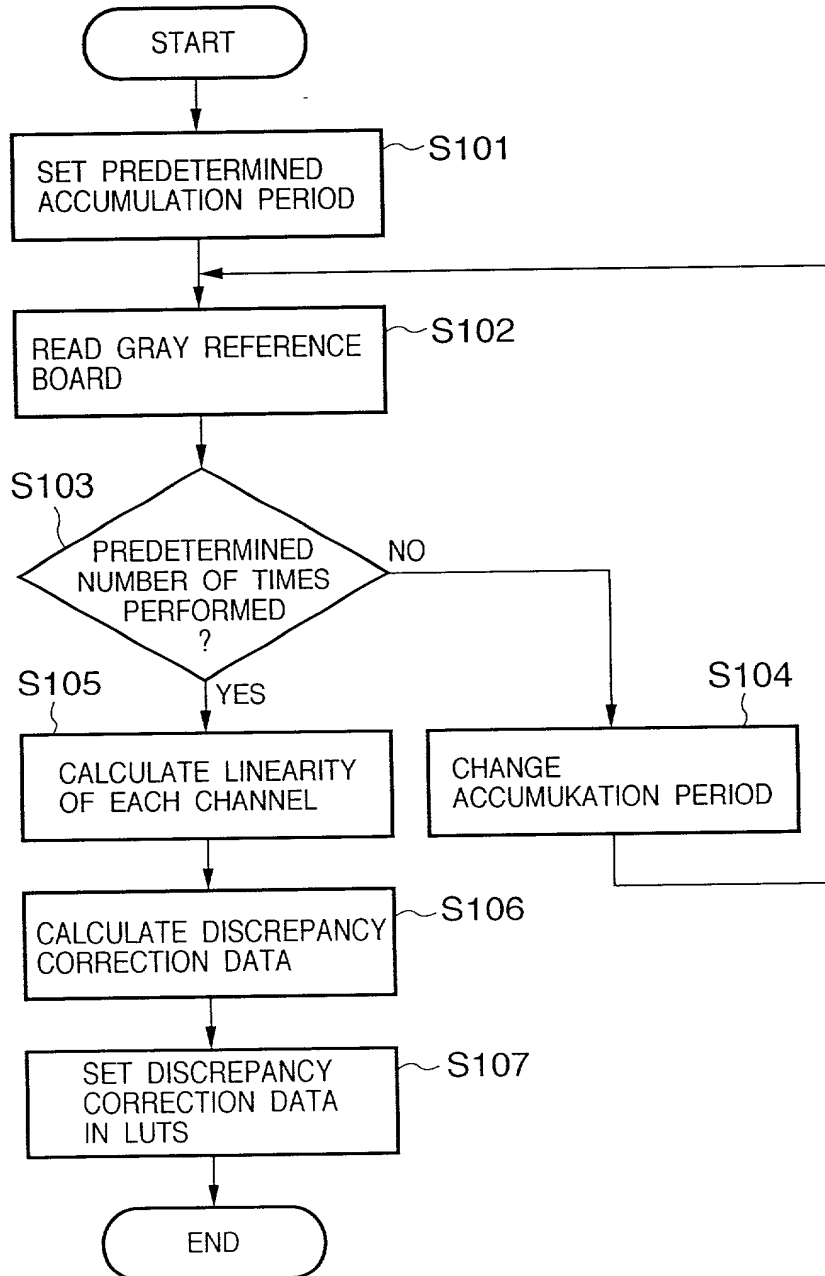 START
S101
SET PREDETERMINED
ACCUMULATION PERIOD
S102
READ GRAY REFERENCE
BOARD
S103
PREDETERMINED
NUMBER OF TIMES
PERFORMED
?
NO
YES
S105
CALCULATE LINEARITY
OF EACH CHANNEL
S104
CHANGE
ACCUMUKATION PERIOD
S106
CALCULATE DISCREPANCY
CORRECTION DATA
S107
SET DISCREPANCY
CORRECTION DATA
IN LUTS
END